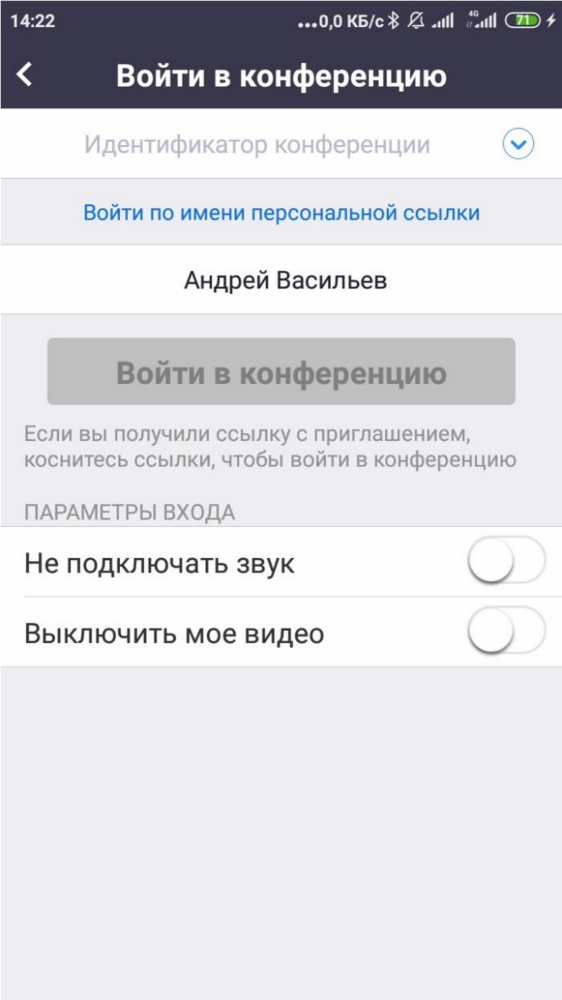 14:22 ...0,0 КБ/с 4G 71
Войти в конференцию
Идентификатор конференции
Войти по имени персональной ссылки
Андрей Васильев
Войти в конференцию
Если вы получили ссылку с приглашением,
коснитесь ссылки, чтобы войти в конференцию
ПАРАМЕТРЫ ВХОДА
Не подключать звук
Выключить мое видео